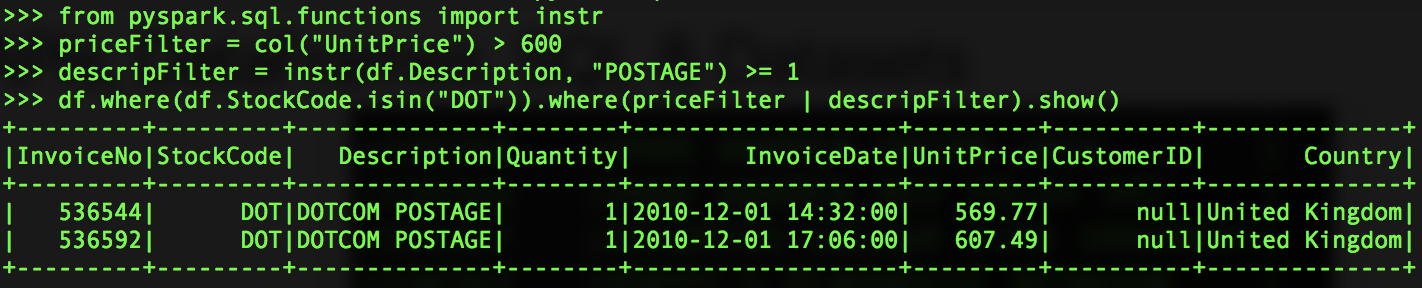 >>> from pyspark.sql.functions import instr
>>> priceFilter = col("UnitPrice") > 600
>>> descripFilter = instr(df.Description, "POSTAGE") >= 1
>>> df.where(df.StockCode.isin("DOT")).where(priceFilter | descripFilter).show()
+---------+---------+--------------+--------+-------------------+---------+----------+--------------+
|InvoiceNo|StockCode|   Description|Quantity|        InvoiceDate|UnitPrice|CustomerID|       Country|
+---------+---------+--------------+--------+-------------------+---------+----------+--------------+
|   536544|      DOT|DOTCOM POSTAGE|       1|2010-12-01 14:32:00|   569.77|      null|United Kingdom|
|   536592|      DOT|DOTCOM POSTAGE|       1|2010-12-01 17:06:00|   607.49|      null|United Kingdom|
+---------+---------+--------------+--------+-------------------+---------+----------+--------------+